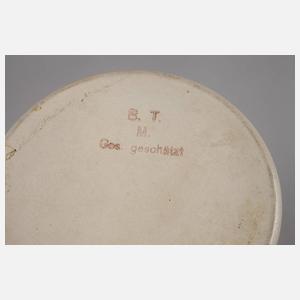 B. T.
M.
Ges. geschützt